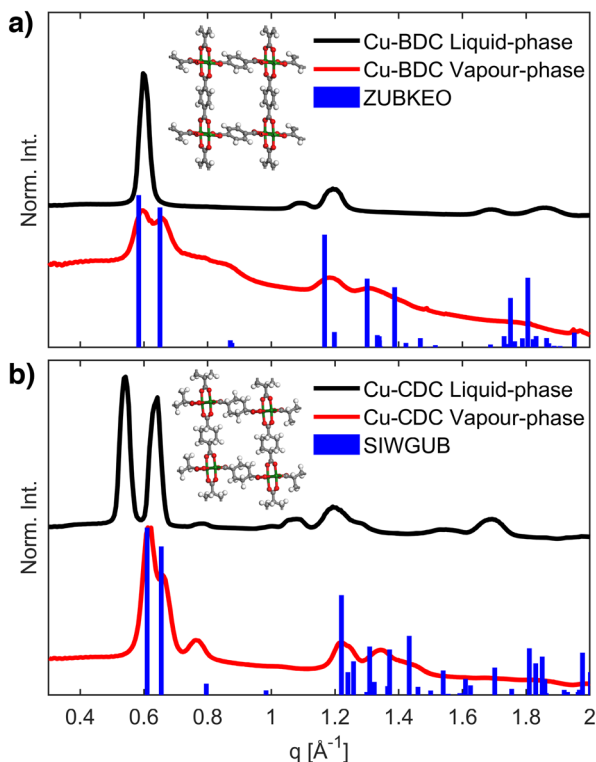 a)
Cu-BDC Liquid-phase
Cu-BDC Vapour-phase
ZUBKEO
Norm. Int.
b)
Cu-CDC Liquid-phase
Cu-CDC Vapour-phase
SIWGUB
Norm. Int.
0.4 0.6 0.8 1 1.2 1.4 1.6 1.8 2
q [Å⁻¹]